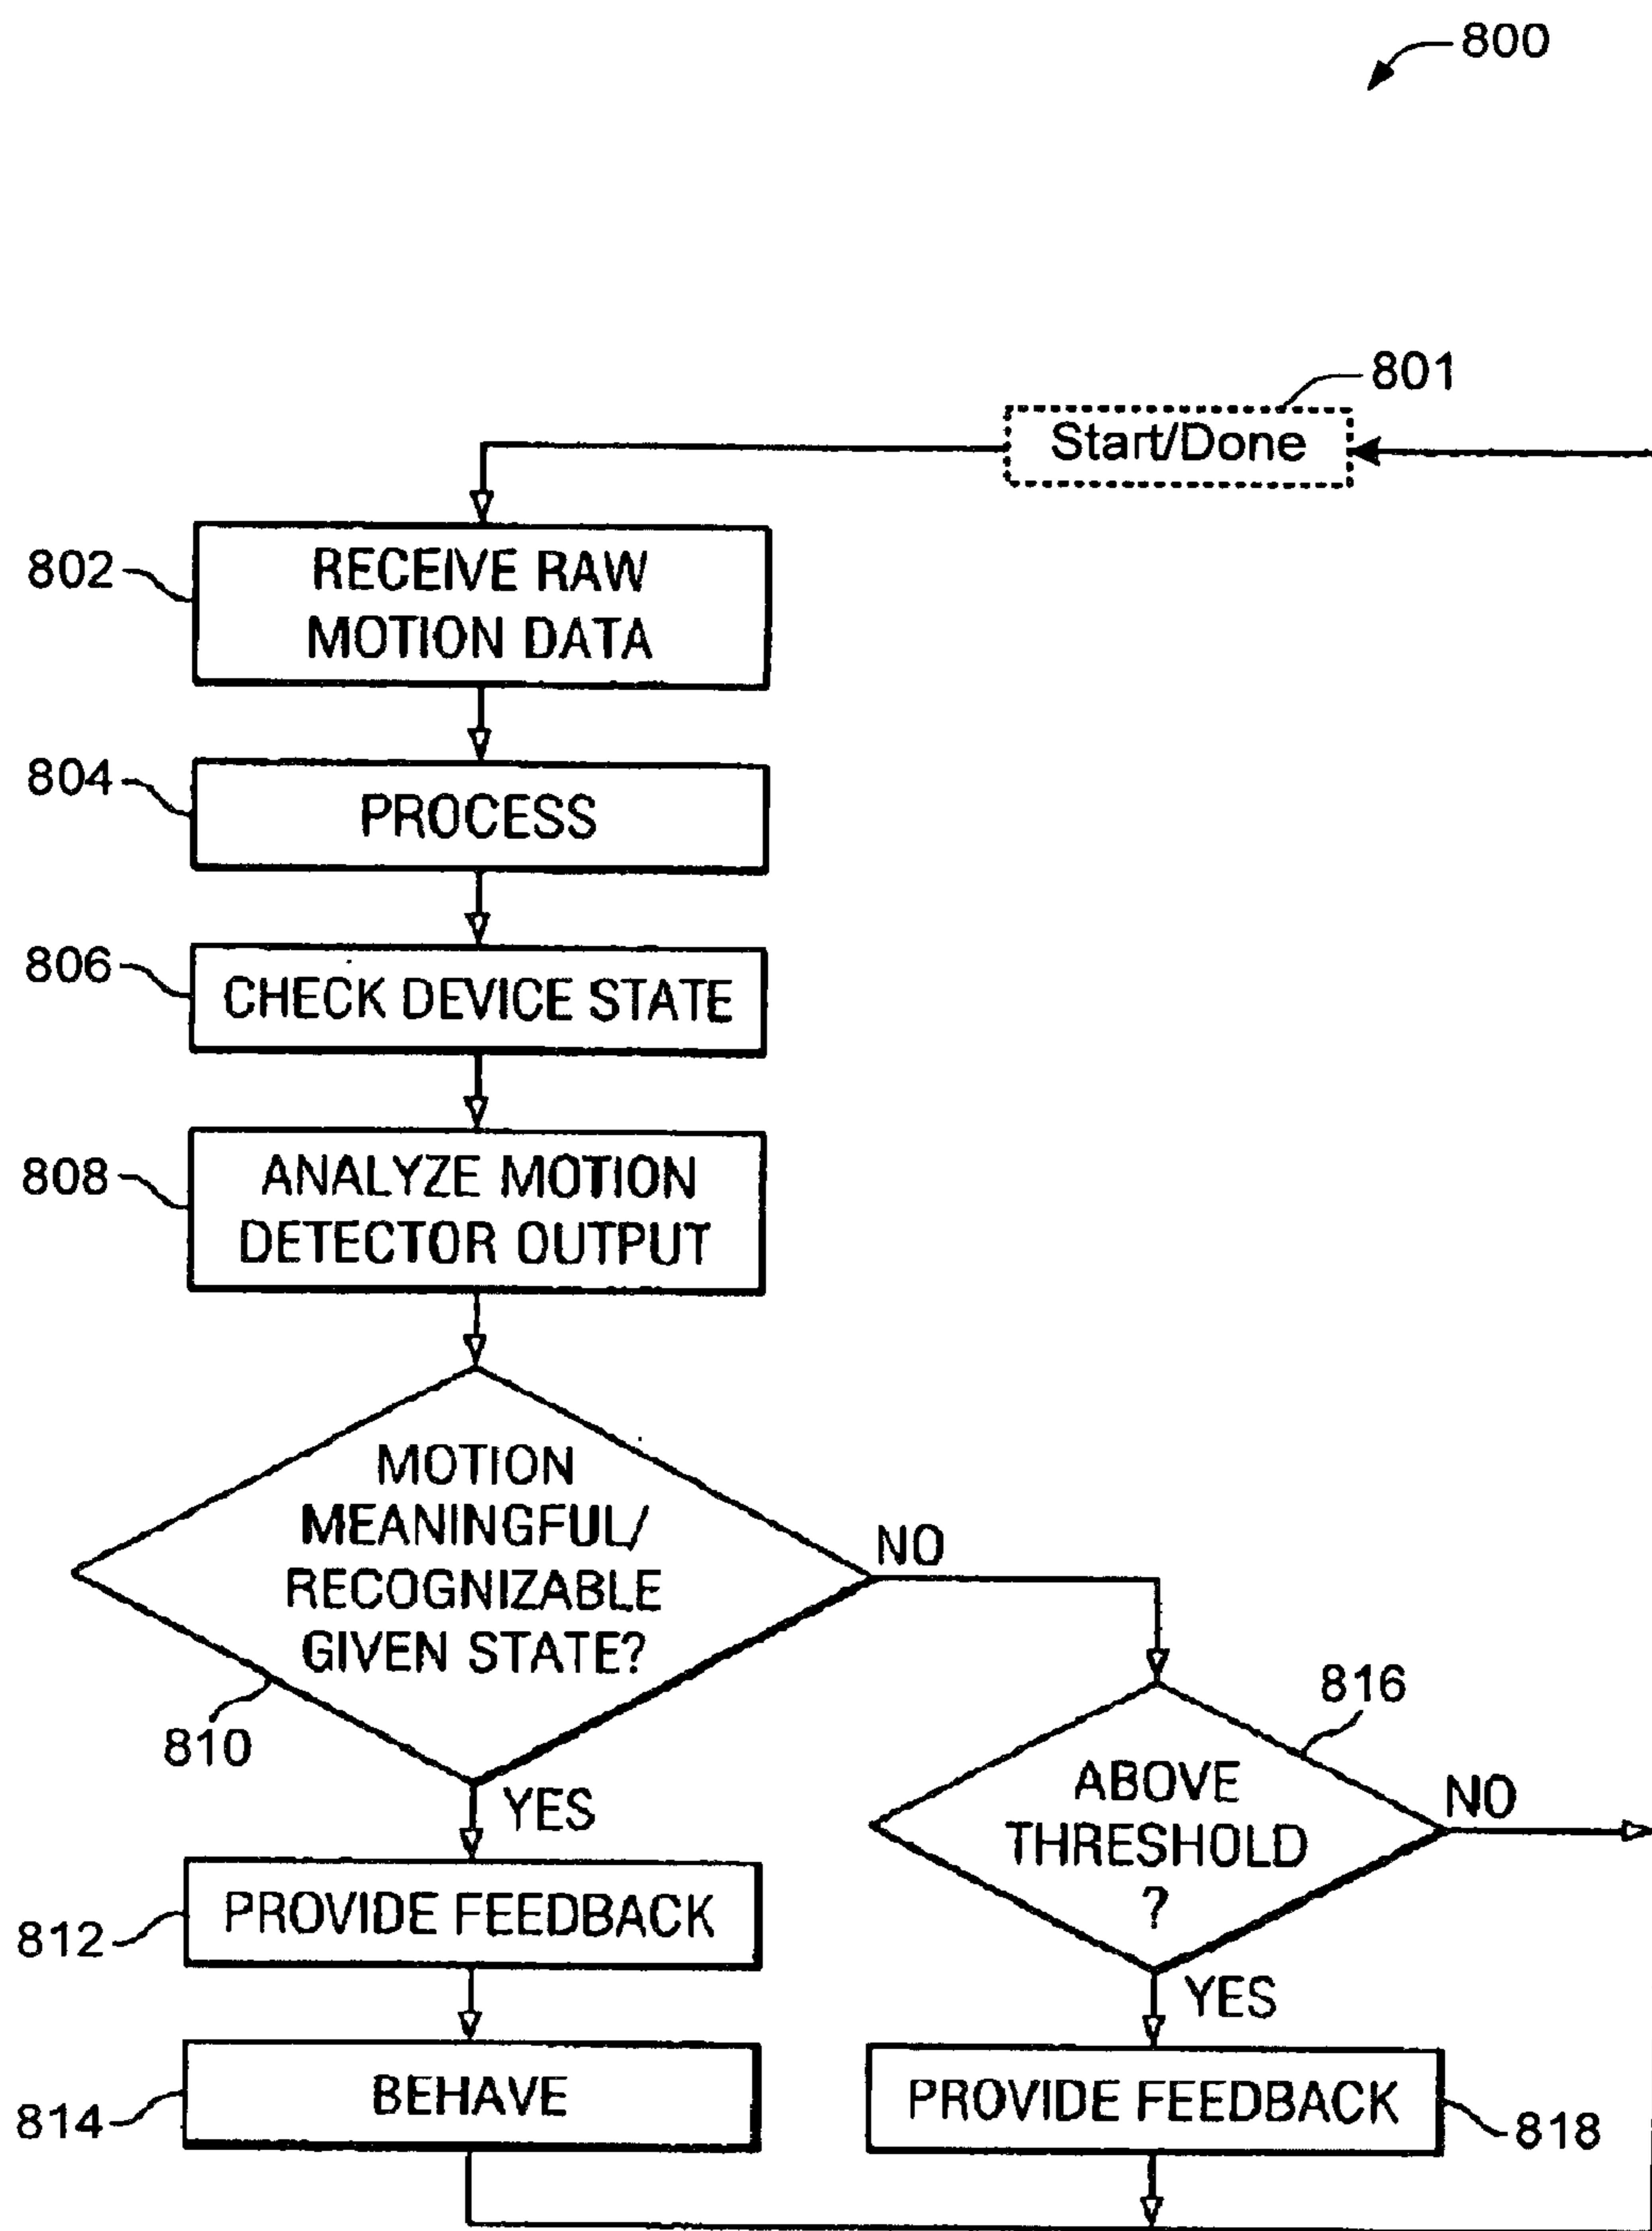 800
801
Start/Done
802
RECEIVE RAW
MOTION DATA
804
PROCESS
806
CHECK DEVICE STATE
808
ANALYZE MOTION
DETECTOR OUTPUT
MOTION
MEANINGFUL/
RECOGNIZABLE
GIVEN STATE?
NO
810
YES
816
ABOVE
THRESHOLD
?
NO
YES
812
PROVIDE FEEDBACK
814
BEHAVE
PROVIDE FEEDBACK
818